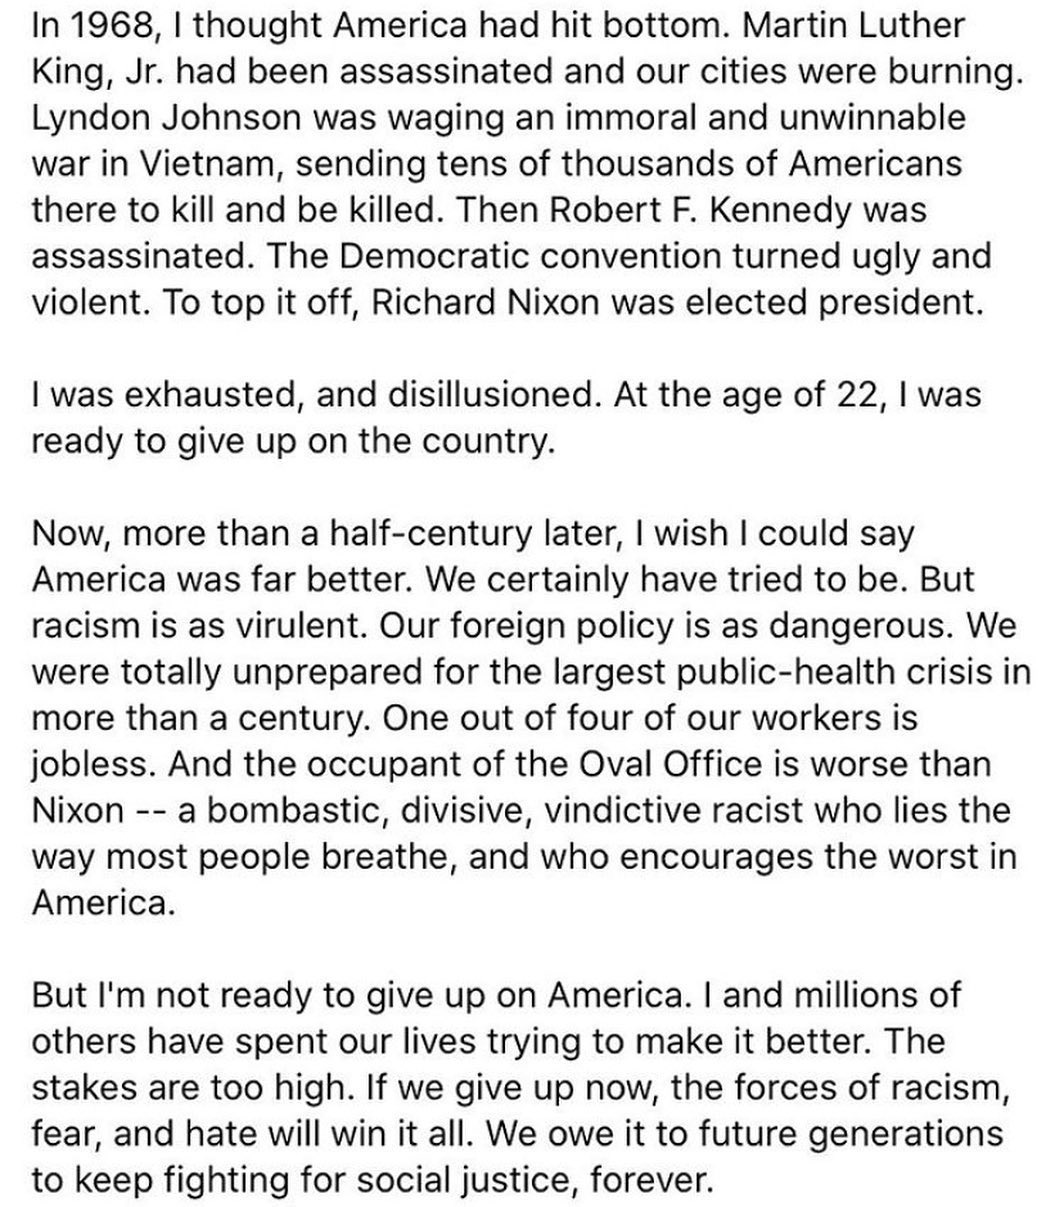 In 1968, I thought America had hit bottom. Martin Luther
King, Jr. had been assassinated and our cities were burning.
Lyndon Johnson was waging an immoral and unwinnable
war in Vietnam, sending tens of thousands of Americans
there to kill and be killed. Then Robert F. Kennedy was
assassinated. The Democratic convention turned ugly and
violent. To top it off, Richard Nixon was elected president.
I was exhausted, and disillusioned. At the age of 22, I was
ready to give up on the country.
Now, more than a half-century later, I wish I could say
America was far better. We certainly have tried to be. But
racism is as virulent. Our foreign policy is as dangerous. We
were totally unprepared for the largest public-health crisis in
more than a century. One out of four of our workers is
jobless. And the occupant of the Oval Office is worse than
Nixon -- a bombastic, divisive, vindictive racist who lies the
way most people breathe, and who encourages the worst in
America.
But I'm not ready to give up on America. I and millions of
others have spent our lives trying to make it better. The
stakes are too high. If we give up now, the forces of racism,
fear, and hate will win it all. We owe it to future generations
to keep fighting for social justice, forever.